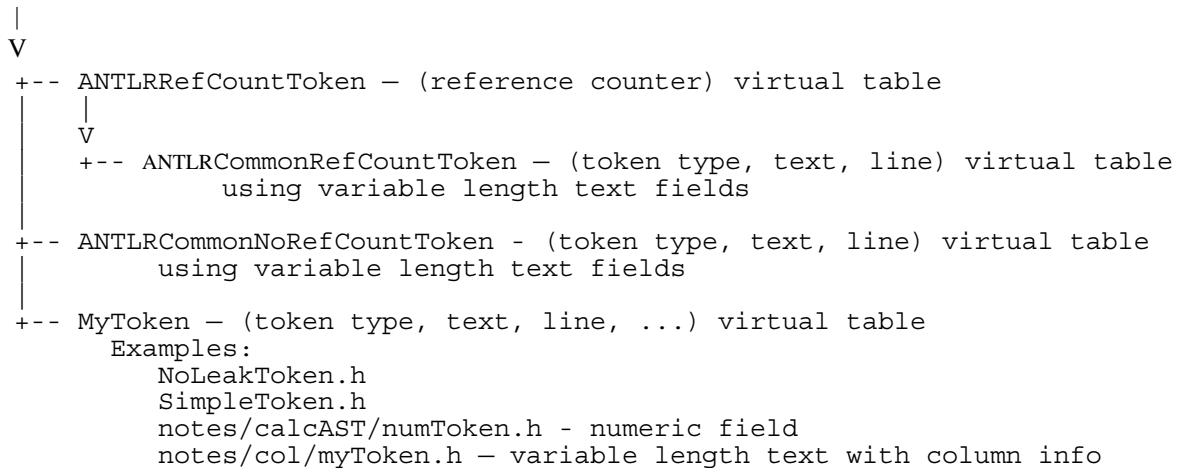 |
V
+-- ANTLRRefCountToken — (reference counter) virtual table
|   |
|   V
|   +-- ANTLRCommonRefCountToken — (token type, text, line) virtual table
|            using variable length text fields
|
+-- ANTLRCommonNoRefCountToken - (token type, text, line) virtual table
|        using variable length text fields
|
+-- MyToken — (token type, text, line, ...) virtual table
      Examples:
         NoLeakToken.h
         SimpleToken.h
         notes/calcAST/numToken.h - numeric field
         notes/col/myToken.h — variable length text with column info